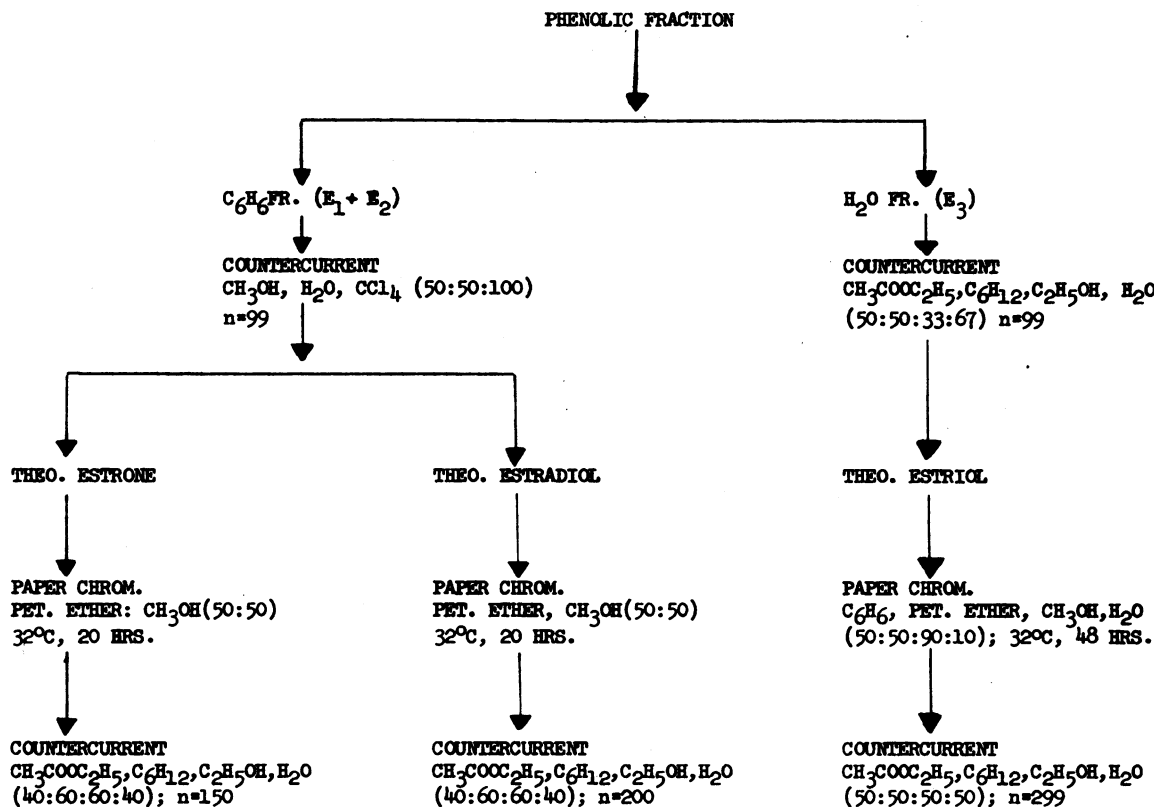 PHENOLIC FRACTION
C6H6FR. (E1+ E2)
COUNTERCURRENT
CH3OH, H2O, CCl4 (50:50:100)
n=99
H2O FR. (E3)
COUNTERCURRENT
CH3COOC2H5,C6H12,C2H5OH, H2O
(50:50:33:67) n=99
THEO. ESTRONE
PAPER CHROM.
PET. ETHER: CH3OH(50:50)
32°C, 20 HRS.
COUNTERCURRENT
CH3COOC2H5,C6H12,C2H5OH,H2O
(40:60:60:40); n=150
THEO. ESTRADIOL
PAPER CHROM.
PET. ETHER, CH3OH(50:50)
32°C, 20 HRS.
COUNTERCURRENT
CH3COOC2H5,C6H12,C2H5OH,H2O
(40:60:60:40); n=200
THEO. ESTRIOL
PAPER CHROM.
C6H6, PET. ETHER, CH3OH,H2O
(50:50:90:10); 32°C, 48 HRS.
COUNTERCURRENT
CH3COOC2H5,C6H12,C2H5OH,H2O
(50:50:50:50); n=299